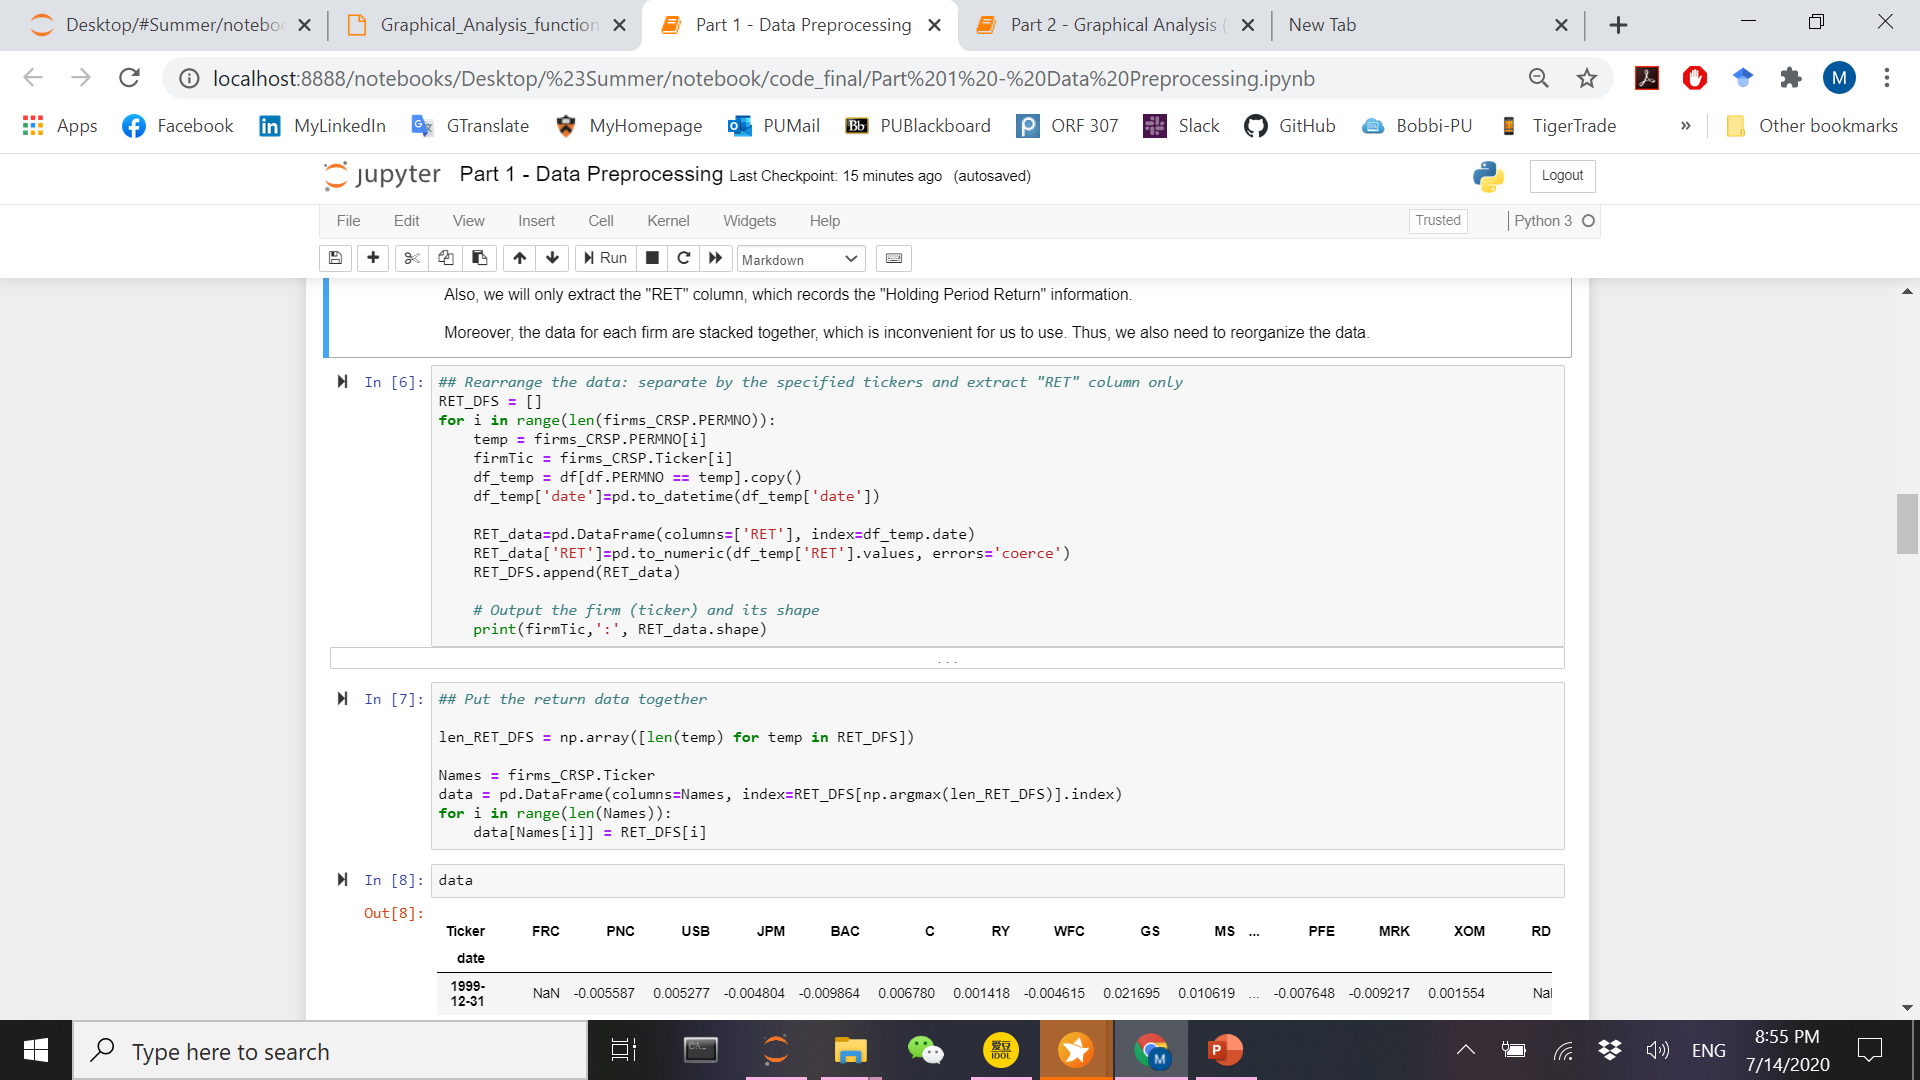 Desktop/#Summer/noteboo
Graphical_Analysis_function
Part 1 - Data Preprocessing
Part 2 - Graphical Analysis (
New Tab
localhost:8888/notebooks/Desktop/%23Summer/notebook/code_final/Part%201%20-%20Data%20Preprocessing.ipynb
M
Apps
Facebook
MyLinkedIn
GTranslate
MyHomepage
PUMail
Bb PUBlackboard
ORF 307
Slack
GitHub
Bobbi-PU
TigerTrade
»
Other bookmarks
jupyter Part 1 - Data Preprocessing Last Checkpoint: 15 minutes ago (autosaved)
Logout
File Edit View Insert Cell Kernel Widgets Help
Trusted
Python 3
Run
Markdown
Also, we will only extract the "RET" column, which records the "Holding Period Return" information.
Moreover, the data for each firm are stacked together, which is inconvenient for us to use. Thus, we also need to reorganize the data.
In [6]: ## Rearrange the data: separate by the specified tickers and extract "RET" column only
RET_DFS = []
for i in range(len(firms_CRSP.PERMNO)):
    temp = firms_CRSP.PERMNO[i]
    firmTic = firms_CRSP.Ticker[i]
    df_temp = df[df.PERMNO == temp].copy()
    df_temp['date']=pd.to_datetime(df_temp['date'])
    RET_data=pd.DataFrame(columns=['RET'], index=df_temp.date)
    RET_data['RET']=pd.to_numeric(df_temp['RET'].values, errors='coerce')
    RET_DFS.append(RET_data)
    # Output the firm (ticker) and its shape
    print(firmTic,':', RET_data.shape)
...
In [7]: ## Put the return data together
len_RET_DFS = np.array([len(temp) for temp in RET_DFS])
Names = firms_CRSP.Ticker
data = pd.DataFrame(columns=Names, index=RET_DFS[np.argmax(len_RET_DFS)].index)
for i in range(len(Names)):
    data[Names[i]] = RET_DFS[i]
In [8]: data
Out[8]:
Ticker FRC PNC USB JPM BAC C RY WFC GS MS ... PFE MRK XOM RD
date
1999-
12-31 NaN -0.005587 0.005277 -0.004804 -0.009864 0.006780 0.001418 -0.004615 0.021695 0.010619 ... -0.007648 -0.009217 0.001554 Na
Type here to search
爱豆
IDOL
ENG
8:55 PM
7/14/2020